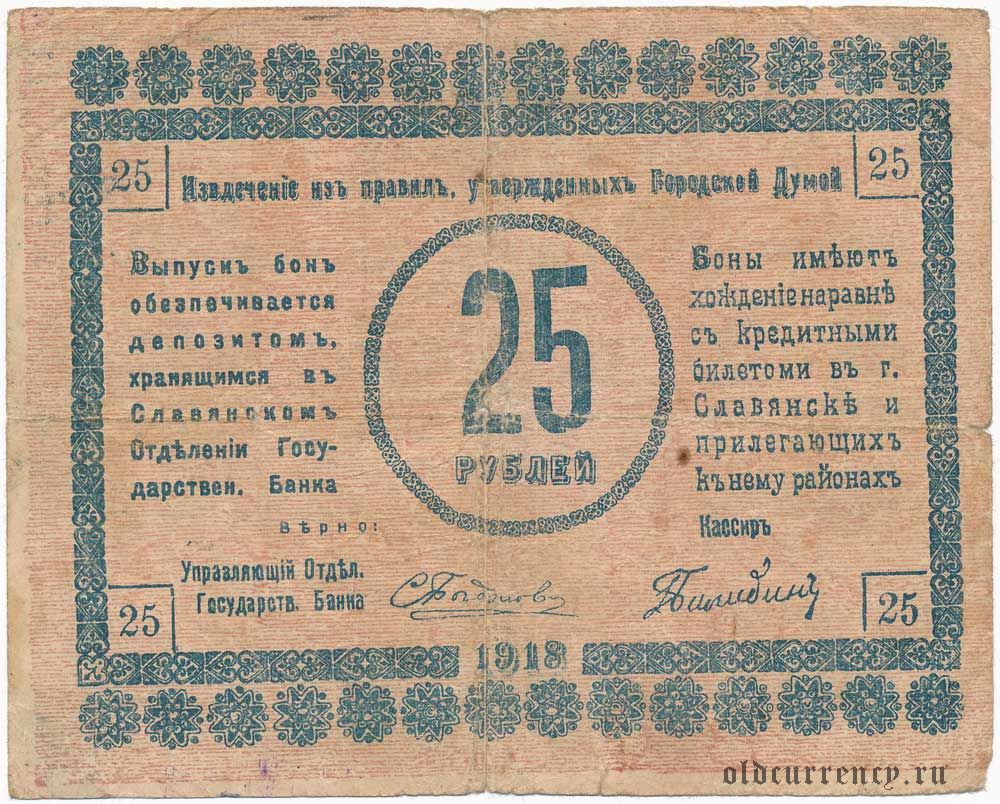 25
Извлеченіе изъ правилъ, утвержденныхъ Городской Думой
25
Выпускъ бонъ
обезпечивается
депозитомъ,
хранящимся въ
Славянскомъ
Отдѣленіи Госу-
дарствен. Банка
25
РУБЛЕЙ
Боны имѣютъ
хожденіе наравнѣ
съ кредитными
билетоми въ г.
Славянскѣ и
прилегающихъ
къ нему районахъ
Вѣрно:
Управляющій Отдѣл.
Государств. Банка
Кассиръ
25
1918
25
oldcurrency.ru